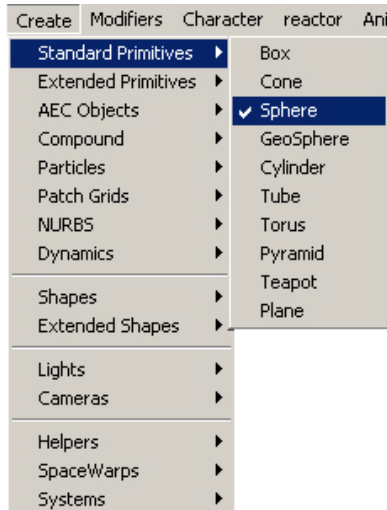 Create Modifiers Character reactor Ani
Standard Primitives
Extended Primitives
AEC Objects
Compound
Particles
Patch Grids
NURBS
Dynamics
Shapes
Extended Shapes
Lights
Cameras
Helpers
SpaceWarps
Systems
Box
Cone
Sphere
GeoSphere
Cylinder
Tube
Torus
Pyramid
Teapot
Plane